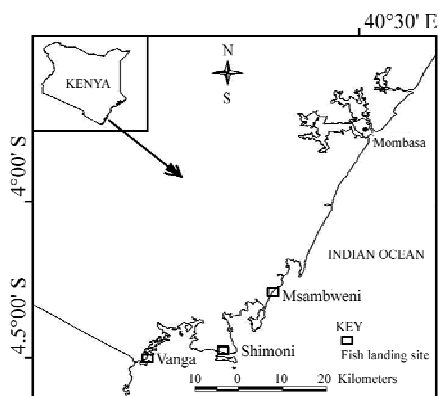 40°30' E
KENYA
N
S
Mombasa
4°00' S
INDIAN OCEAN
Msambweni
KEY
Fish landing site
4.5°00' S
Vanga
Shimoni
10 0 10 20 Kilometers